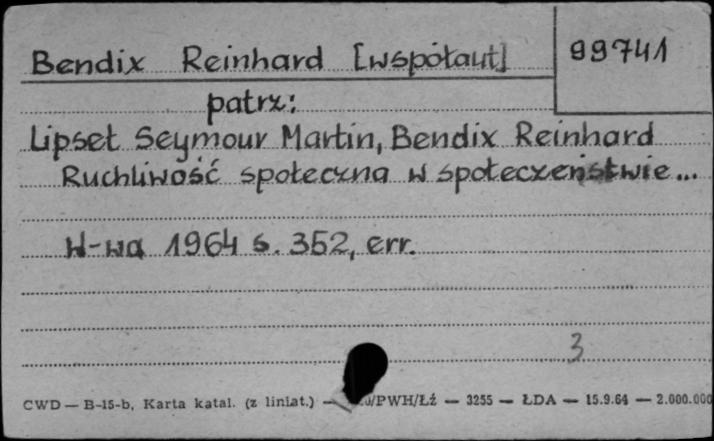 Bendix Reinhard [współaut] 99741
patrz:
Lipset Seymour Martin, Bendix Reinhard
Ruchliwość społeczna w społeczeństwie...
W-wa 1964 s. 352, err.
3
CWD — B-15-b, Karta katal. (z liniat.) — /PWH/Łź — 3255 — ŁDA — 15.9.64 — 2.000.000